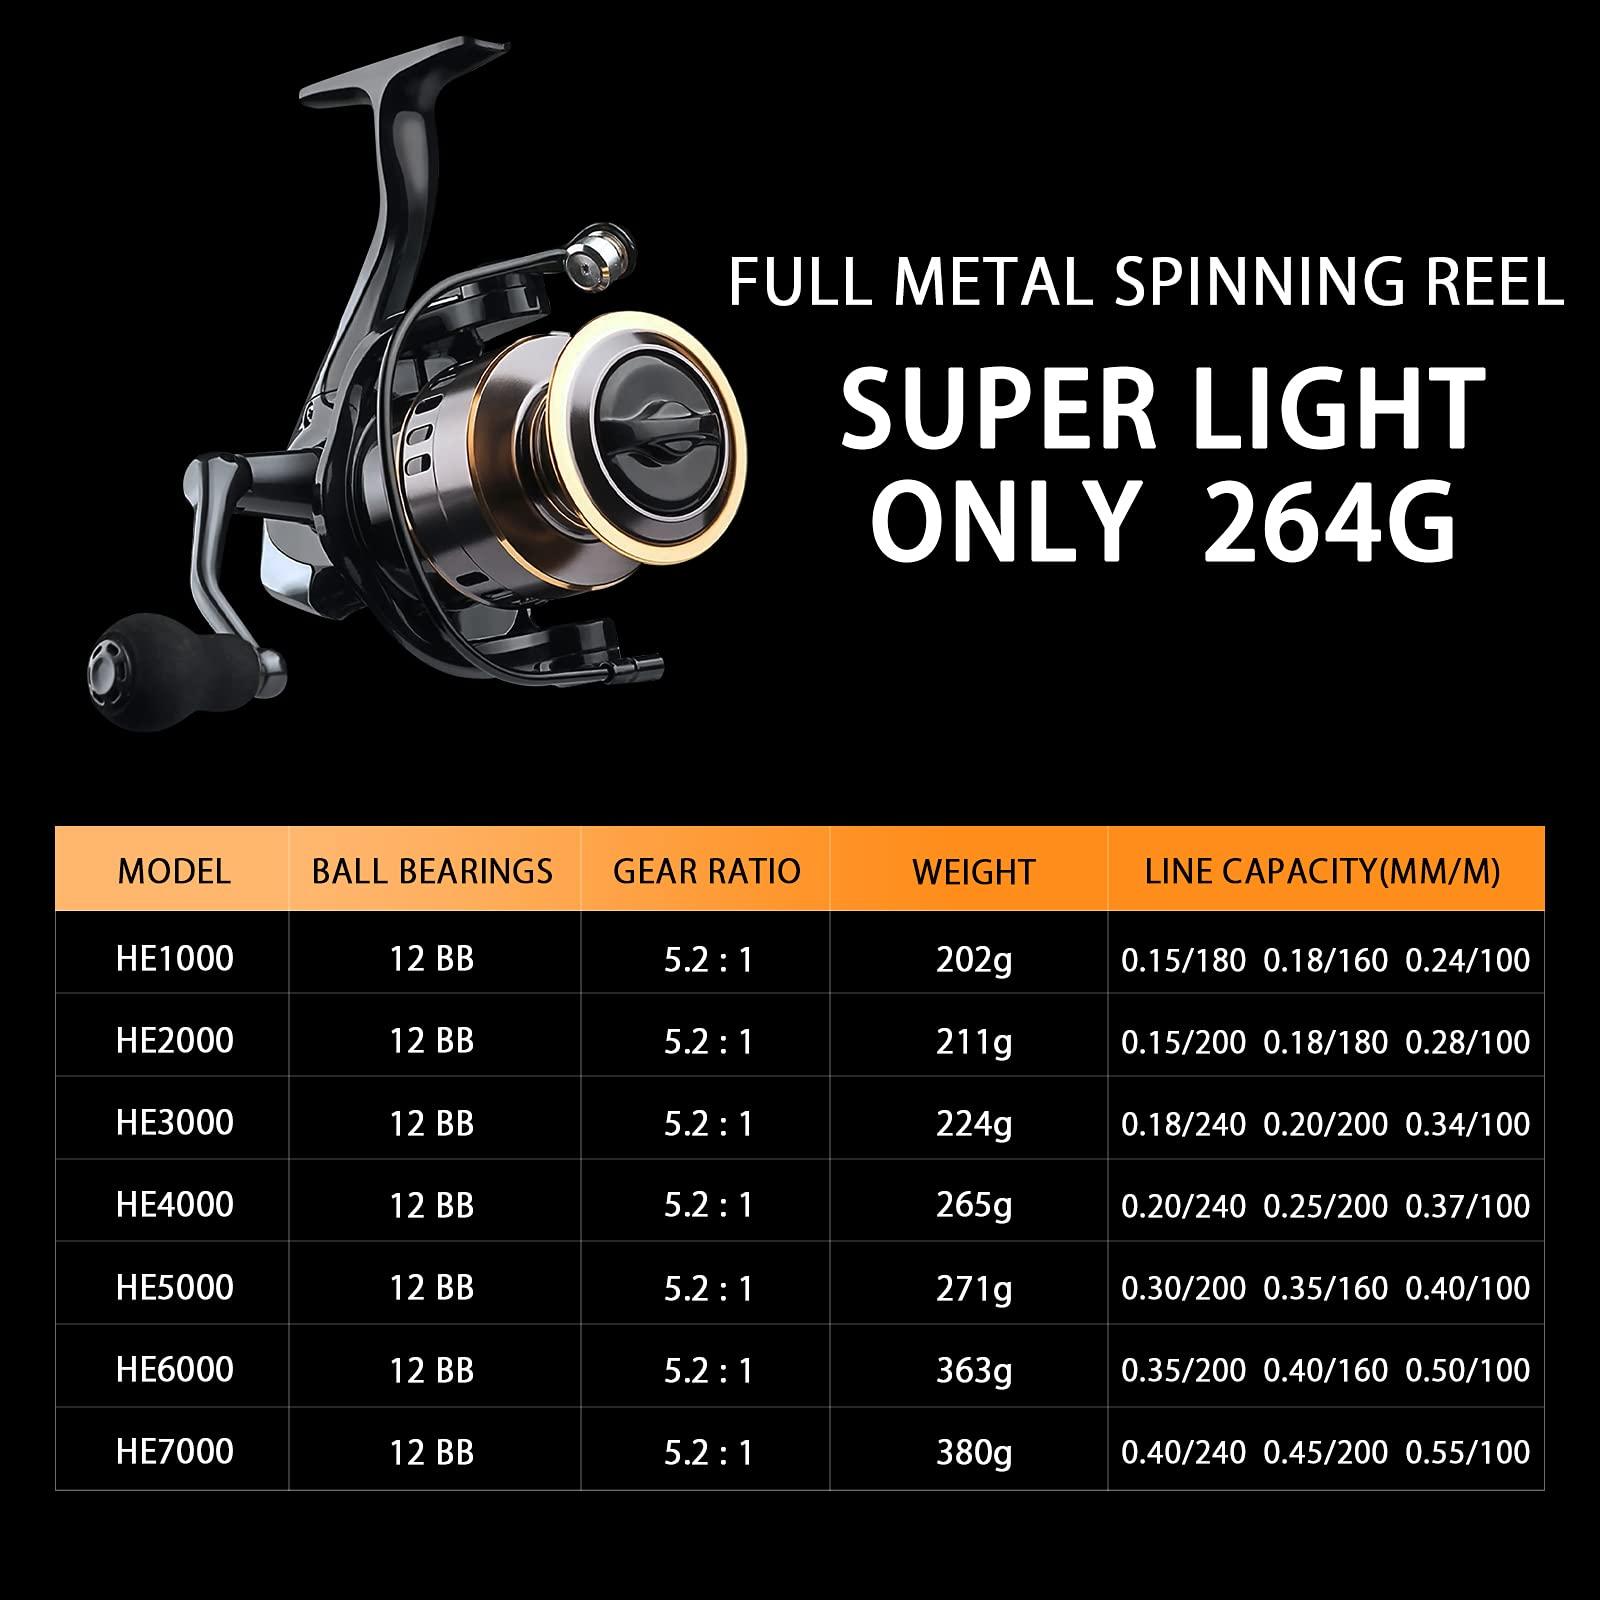 FULL METAL SPINNING REEL
SUPER LIGHT
ONLY 264G
MODEL BALL BEARINGS GEAR RATIO WEIGHT LINE CAPACITY(MM/M)
HE1000 12 BB 5.2 : 1 202g 0.15/180 0.18/160 0.24/100
HE2000 12 BB 5.2 : 1 211g 0.15/200 0.18/180 0.28/100
HE3000 12 BB 5.2 : 1 224g 0.18/240 0.20/200 0.34/100
HE4000 12 BB 5.2 : 1 265g 0.20/240 0.25/200 0.37/100
HE5000 12 BB 5.2 : 1 271g 0.30/200 0.35/160 0.40/100
HE6000 12 BB 5.2 : 1 363g 0.35/200 0.40/160 0.50/100
HE7000 12 BB 5.2 : 1 380g 0.40/240 0.45/200 0.55/100